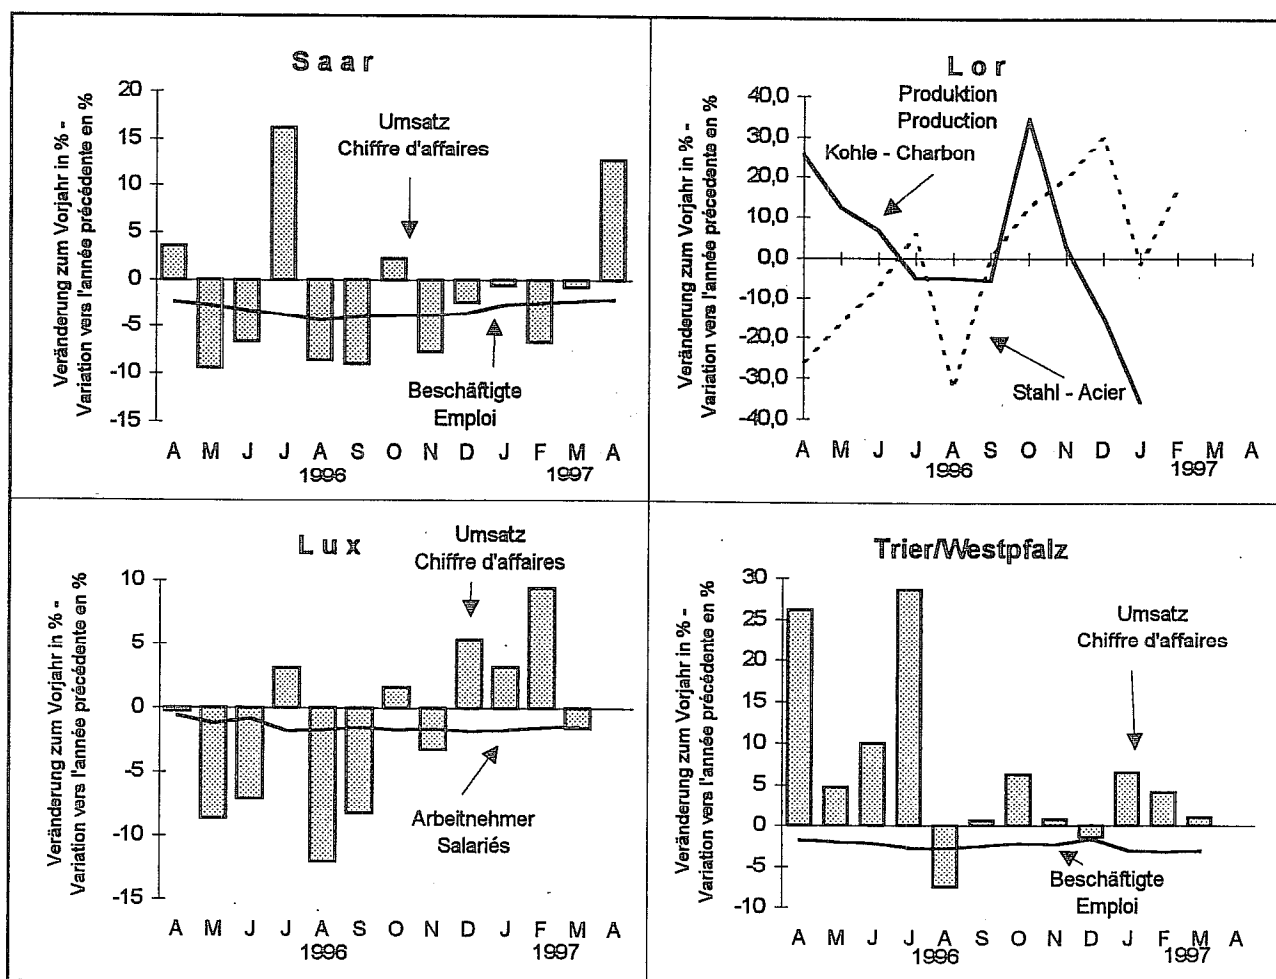 Saar
Veränderung zum Vorjahr in % -
Variation vers l'année précédente en %
20
15
10
5
0
-5
-10
-15
Umsatz
Chiffre d'affaires
Beschäftigte
Emploi
A M J J A S O N D J F M A
1996 1997
Lor
Veränderung zum Vorjahr in % -
Variation vers l'année précédente en %
40,0
30,0
20,0
10,0
0,0
-10,0
-20,0
-30,0
-40,0
Produktion
Production
Kohle - Charbon
Stahl - Acier
A M J J A S O N D J F M A
1996 1997
Lux
Veränderung zum Vorjahr in % -
Variation vers l'année précédente en %
10
5
0
-5
-10
-15
Umsatz
Chiffre d'affaires
Arbeitnehmer
Salariés
A M J J A S O N D J F M A
1996 1997
Trier/Westpfalz
Veränderung zum Vorjahr in % -
Variation vers l'année précédente en %
30
25
20
15
10
5
0
-5
-10
Umsatz
Chiffre d'affaires
Beschäftigte
Emploi
A M J J A S O N D J F M A
1996 1997